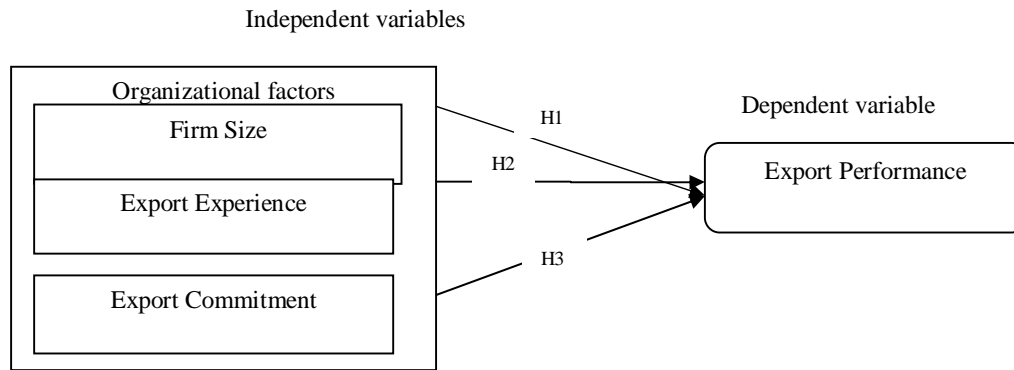 Independent variables
Organizational factors
Firm Size
Export Experience
Export Commitment
H1
H2
H3
Dependent variable
Export Performance